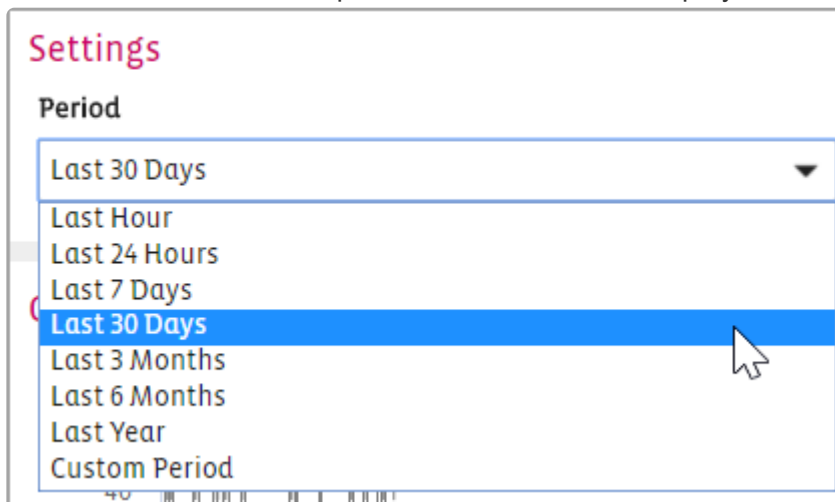 Settings
Period
Last 30 Days
Last Hour
Last 24 Hours
Last 7 Days
Last 30 Days
Last 3 Months
Last 6 Months
Last Year
Custom Period
40